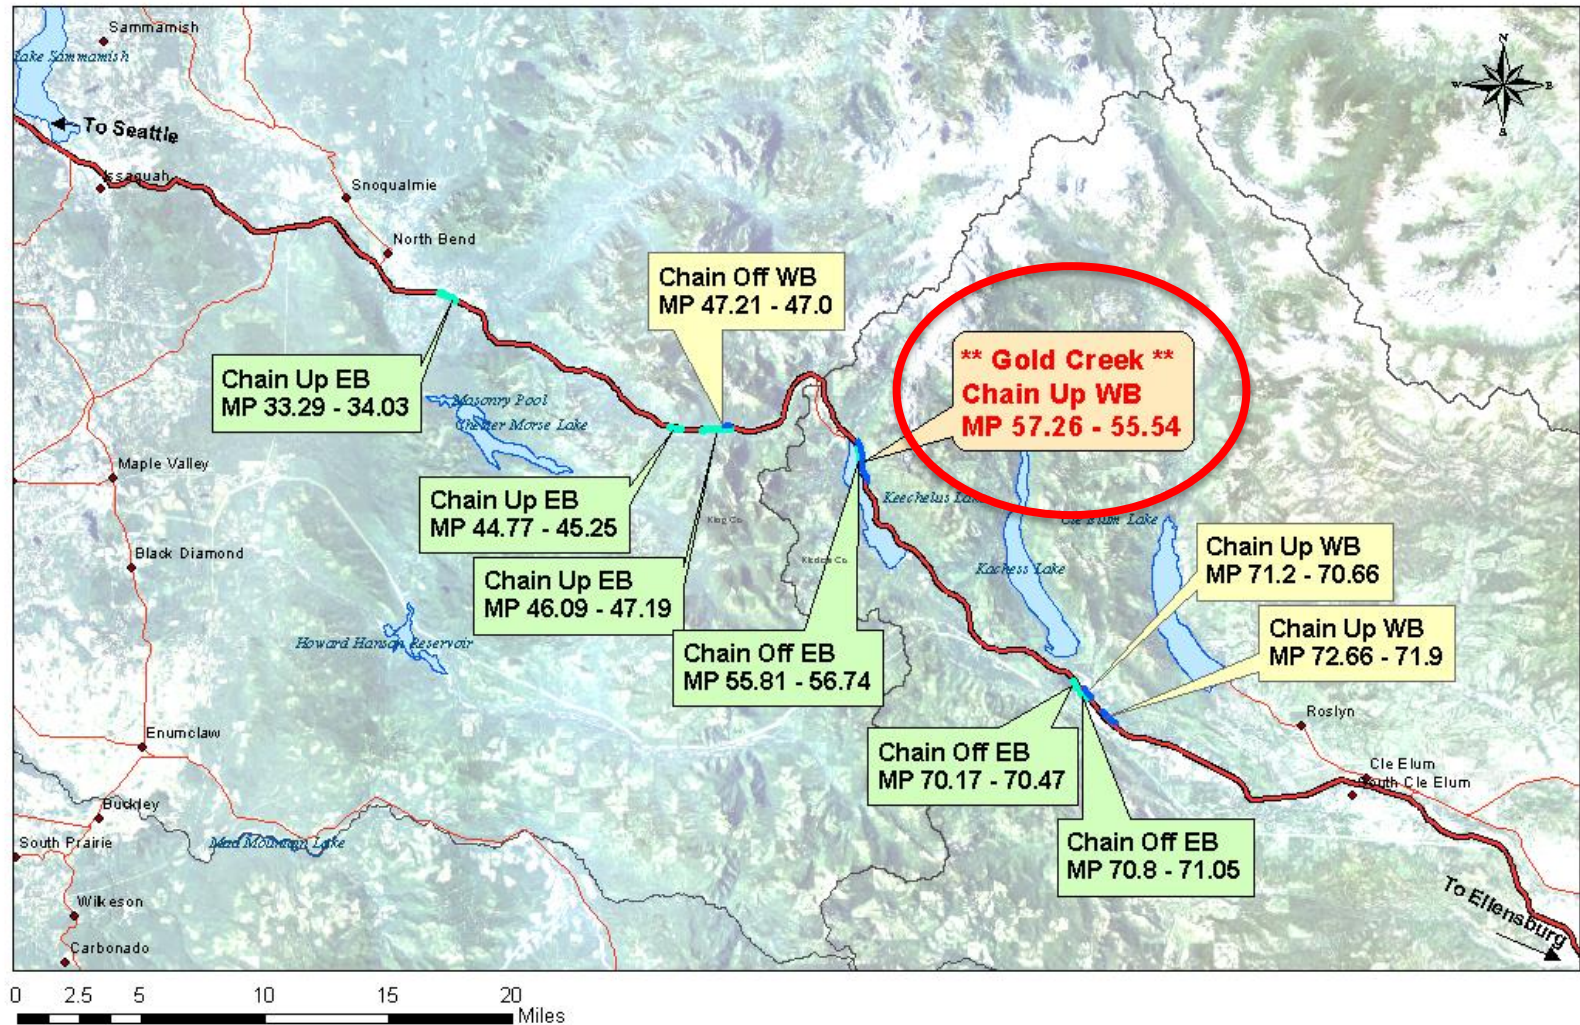 Sammamish
Lake Sammamish
To Seattle
Issaquah
Snoqualmie
North Bend
N
W
E
S
Chain Off WB
MP 47.21 - 47.0
** Gold Creek **
Chain Up WB
MP 57.26 - 55.54
Chain Up EB
MP 33.29 - 34.03
Masonry Pool
Chester Morse Lake
Maple Valley
Chain Up EB
MP 44.77 - 45.25
King Co.
Keechelus Lake
Cle Elum Lake
Black Diamond
Chain Up EB
MP 46.09 - 47.19
Kittitas Co.
Kachess Lake
Chain Up WB
MP 71.2 - 70.66
Howard Hanson Reservoir
Chain Off EB
MP 55.81 - 56.74
Chain Up WB
MP 72.66 - 71.9
Roslyn
Enumclaw
Chain Off EB
MP 70.17 - 70.47
Cle Elum
South Cle Elum
Buckley
South Prairie
Mud Mountain Lake
Chain Off EB
MP 70.8 - 71.05
Wilkeson
Carbonado
To Ellensburg
0 2.5 5 10 15 20
Miles